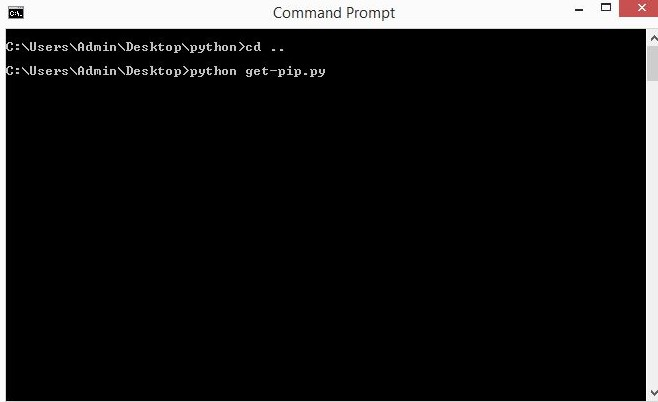 Command Prompt
C:\Users\Admin\Desktop\python>cd ..
C:\Users\Admin\Desktop>python get-pip.py